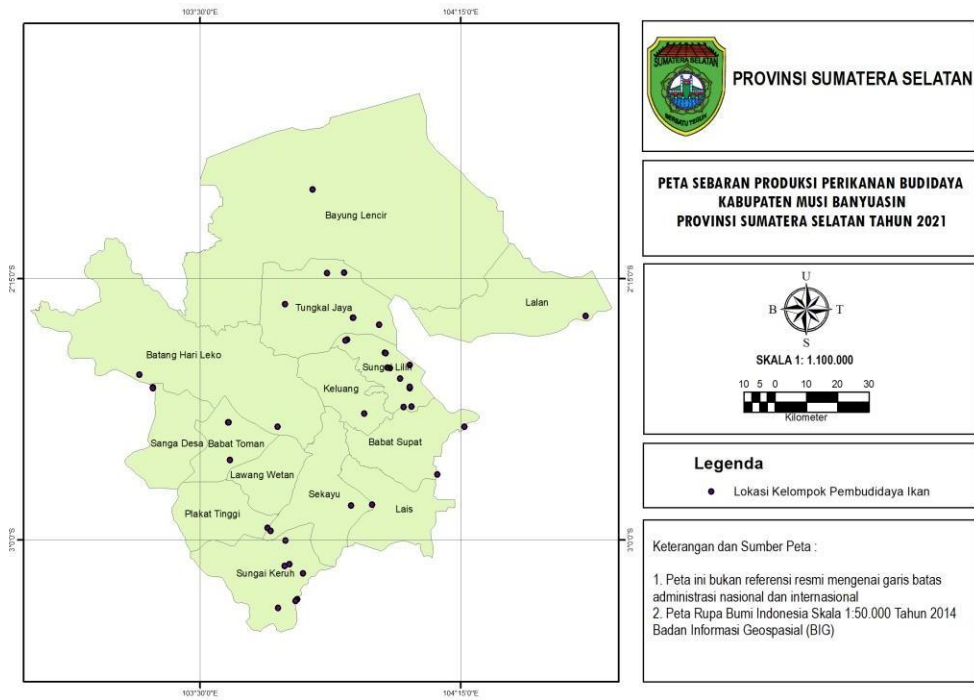 103°30'0"E
104°15'0"E
2°15'0"S
3°0'0"S
Bayung Lencir
Tungkal Jaya
Lalan
Batang Hari Leko
Sungai Lilin
Keluang
Sanga Desa
Babat Toman
Babat Supat
Lawang Wetan
Sekayu
Lais
Plakat Tinggi
Sungai Keruh
2°15'0"S
3°0'0"S
103°30'0"E
104°15'0"E
SUMATERA SELATAN
BERSATU TEGUH
PROVINSI SUMATERA SELATAN
PETA SEBARAN PRODUKSI PERIKANAN BUDIDAYA
KABUPATEN MUSI BANYUASIN
PROVINSI SUMATERA SELATAN TAHUN 2021
U
B
T
S
SKALA 1: 1.100.000
10 5 0 10 20 30
Kilometer
Legenda
Lokasi Kelompok Pembudidaya Ikan
Keterangan dan Sumber Peta :
1. Peta ini bukan referensi resmi mengenai garis batas
administrasi nasional dan internasional
2. Peta Rupa Bumi Indonesia Skala 1:50.000 Tahun 2014
Badan Informasi Geospasial (BIG)